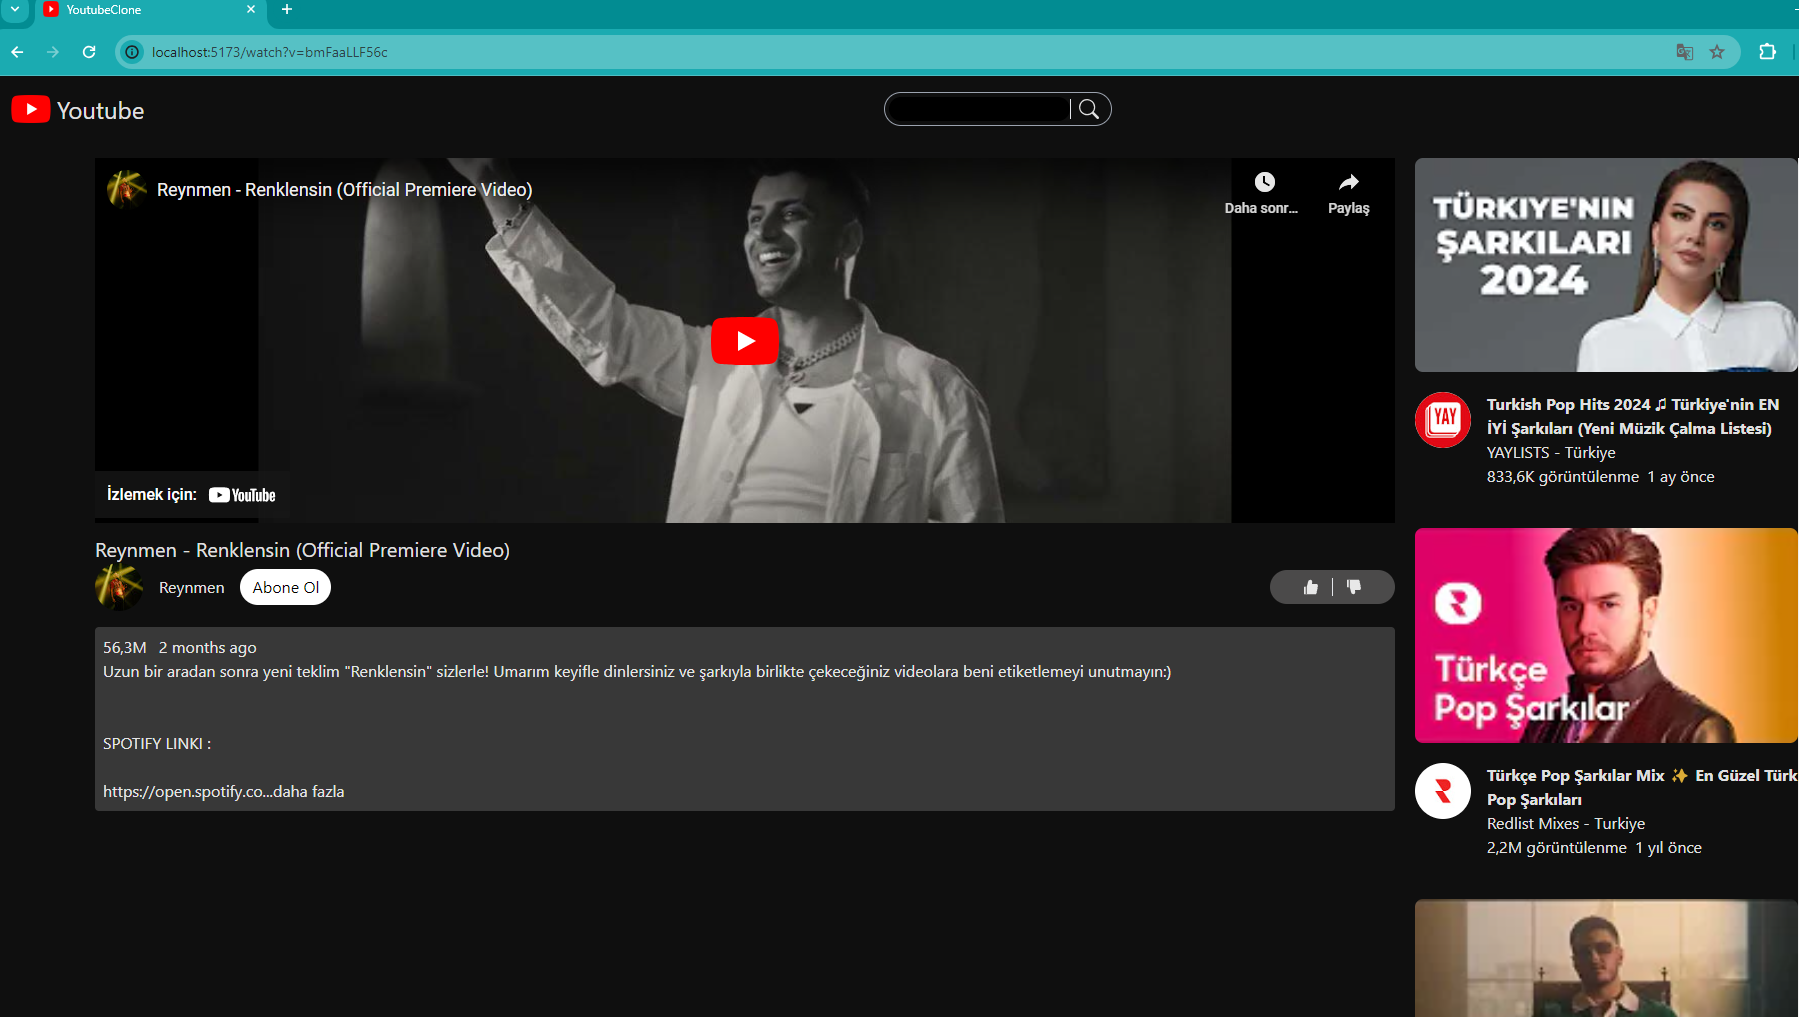 YoutubeClone
localhost:5173/watch?v=bmFaaLLF56c
Youtube
Reynmen - Renklensin (Official Premiere Video)
Daha sonr...
Paylaş
İzlemek için: YouTube
Reynmen - Renklensin (Official Premiere Video)
Reynmen
Abone Ol
56,3M 2 months ago
Uzun bir aradan sonra yeni teklim "Renklensin" sizlerle! Umarım keyifle dinlersiniz ve şarkıyla birlikte çekeceğiniz videolara beni etiketlemeyi unutmayın:)
SPOTIFY LINKI :
https://open.spotify.co...daha fazla
TÜRKIYE'NIN
ŞARKILARI
2024
YAY
Turkish Pop Hits 2024 ♫ Türkiye'nin EN
İYİ Şarkıları (Yeni Müzik Çalma Listesi)
YAYLISTS - Türkiye
833,6K görüntülenme 1 ay önce
Türkçe
Pop Şarkılar
Türkçe Pop Şarkılar Mix ✨ En Güzel Türk
Pop Şarkıları
Redlist Mixes - Turkiye
2,2M görüntülenme 1 yıl önce